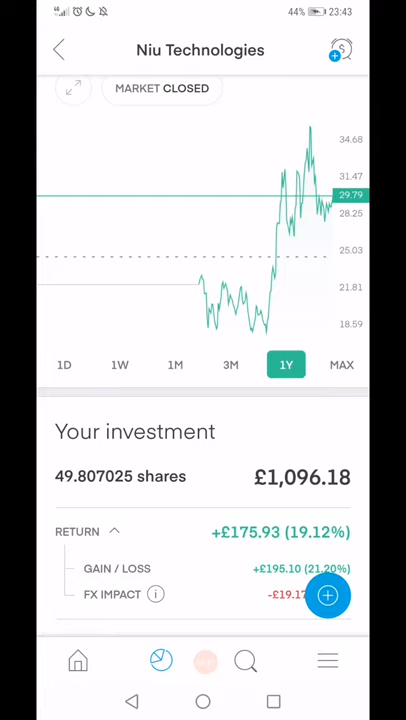 44% 23:43
Niu Technologies
MARKET CLOSED
34.68
31.47
29.79
28.25
25.03
21.81
18.59
1D 1W 1M 3M 1Y MAX
Your investment
49.807025 shares £1,096.18
RETURN +£175.93 (19.12%)
GAIN / LOSS +£195.10 (21.20%)
FX IMPACT -£19.17